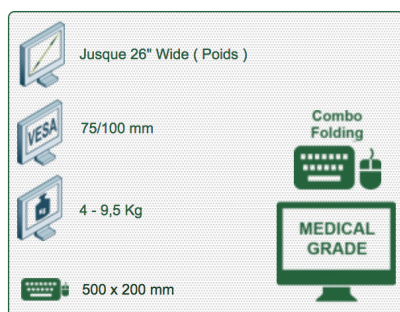 Jusque 26" Wide ( Poids )
VESA
75/100 mm
KG
4 - 9,5 Kg
500 x 200 mm
Combo
Folding
MEDICAL
GRADE